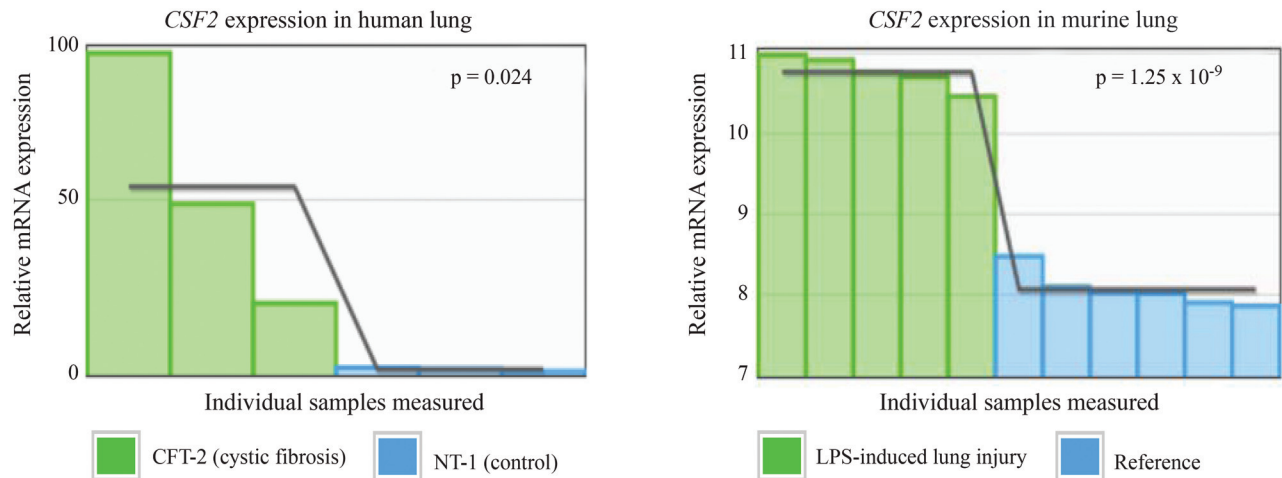 CSF2 expression in human lung
100
50
0
Relative mRNA expression
p = 0.024
Individual samples measured
CFT-2 (cystic fibrosis)
NT-1 (control)
CSF2 expression in murine lung
11
10
9
8
7
Relative mRNA expression
p = 1.25 x 10⁻⁹
Individual samples measured
LPS-induced lung injury
Reference